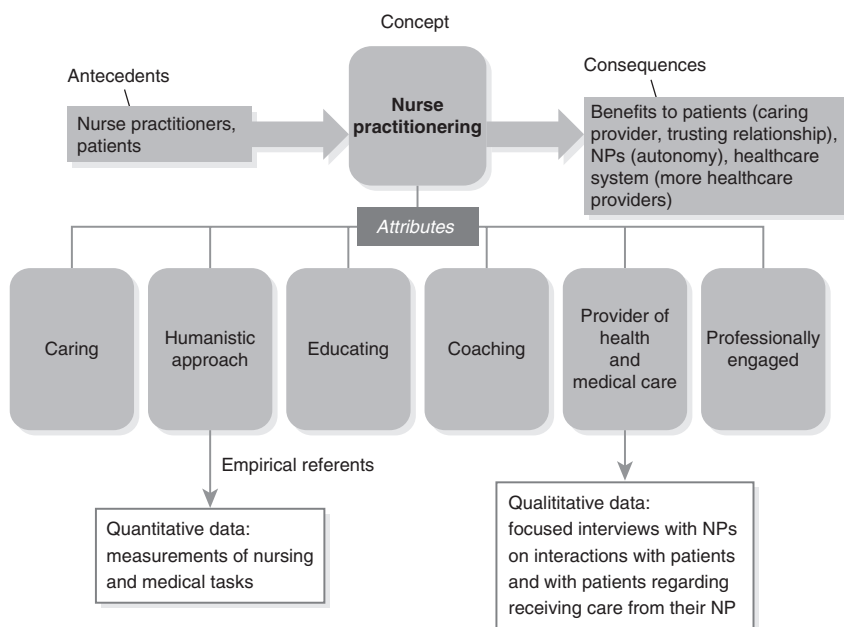 Concept
Antecedents
Consequences
Nurse practitioners,
patients
Nurse
practitionering
Benefits to patients (caring
provider, trusting relationship),
NPs (autonomy), healthcare
system (more healthcare
providers)
Attributes
Caring
Humanistic
approach
Educating
Coaching
Provider of
health
and
medical care
Professionally
engaged
Empirical referents
Quantitative data:
measurements of nursing
and medical tasks
Qualititative data:
focused interviews with NPs
on interactions with patients
and with patients regarding
receiving care from their NP